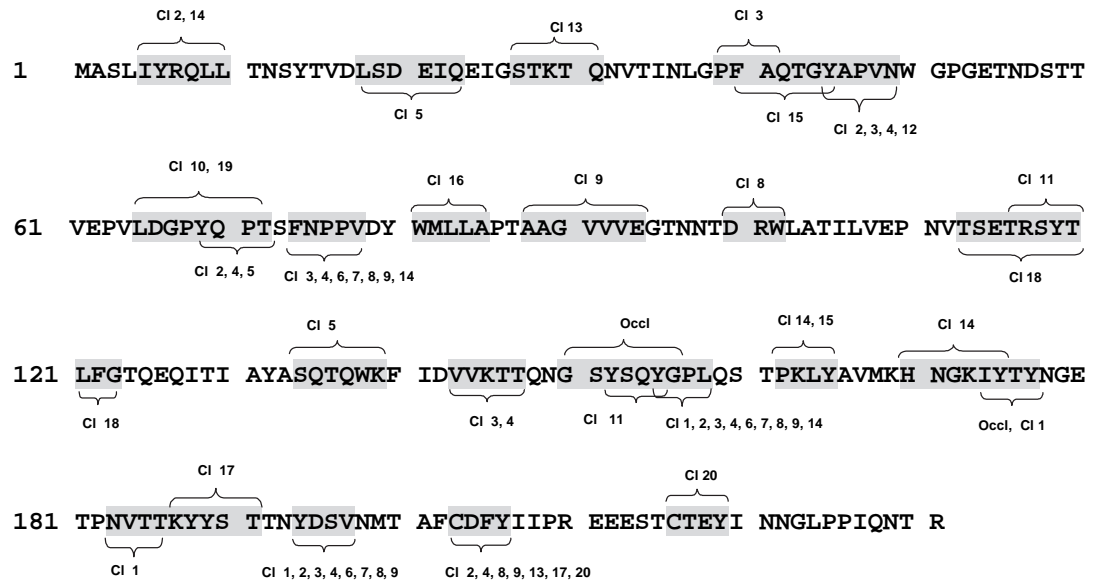 Cl 2, 14 Cl 13 Cl 3
1 MASLIYRQLL TNSYTVDLSD EIQEIGSTKT QNVTINLGPF AQTGYAPVNW GPGETNDSTT
Cl 5 Cl 15 Cl 2, 3, 4, 12
Cl 10, 19 Cl 16 Cl 9 Cl 8 Cl 11
61 VEPVLDGPYQ PTSFNPPVDY WMLLAPTAAG VVVEGTNNTD RWLATILVEP NVTSETRSYT
Cl 2, 4, 5 Cl 3, 4, 6, 7, 8, 9, 14 Cl 18
Cl 5 OccI Cl 14, 15 Cl 14
121 LFGTQEQITI AYASQTQWKF IDVVKTTQNG SYSQYGPLQS TPKLYAVMKH NGKIYTYNGE
Cl 18 Cl 3, 4 Cl 11 Cl 1, 2, 3, 4, 6, 7, 8, 9, 14 OccI, Cl 1
Cl 17 Cl 20
181 TPNVTTKYYS TTNYDSVNMT AFCDFYIIPR EEESTCTEYI NNGLPPIQNT R
Cl 1 Cl 1, 2, 3, 4, 6, 7, 8, 9 Cl 2, 4, 8, 9, 13, 17, 20